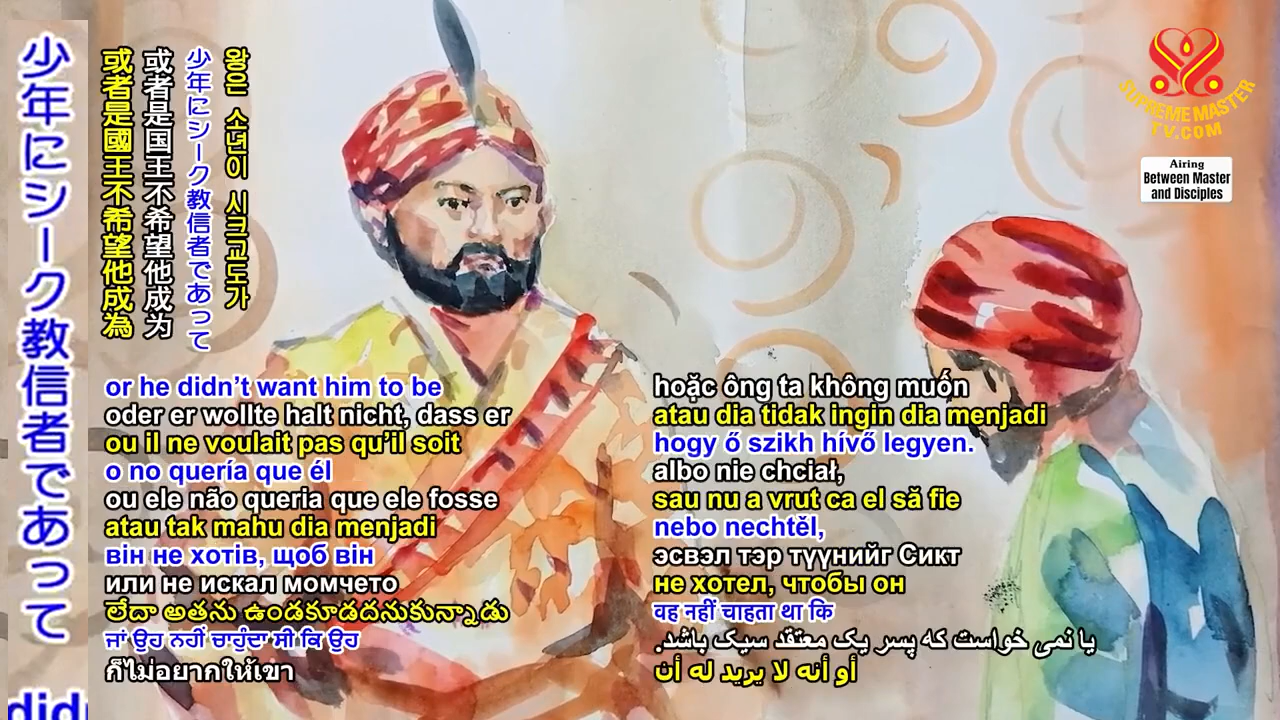 少年にシーク教信者であって
did
或者是國王不希望他成為
或者是国王不希望他成为
少年にシーク教信者であって
왕은 소년이 시크교도가
or he didn't want him to be
oder er wollte halt nicht, dass er
ou il ne voulait pas qu'il soit
o no quería que él
ou ele não queria que ele fosse
atau tak mahu dia menjadi
він не хотів, щоб він
или не искал момчето
లేదా అతను ఉండకూడదనుకున్నాడు
ਜਾਂ ਉਹ ਨਹੀਂ ਚਾਹੁੰਦਾ ਸੀ ਕਿ ਉਹ
ก็ไม่อยากให้เขา
hoặc ông ta không muốn
atau dia tidak ingin dia menjadi
hogy ő szikh hívő legyen.
albo nie chciał,
sau nu a vrut ca el să fie
nebo nechtěl,
эсвэл тэр түүнийг Сикт
не хотел, чтобы он
वह नहीं चाहता था कि
یا نمی خواست که پسر یک معتقد سیک باشد.
أو أنه لا يريد له أن
SUPREME MASTER
TV.COM
Airing
Between Master
and Disciples